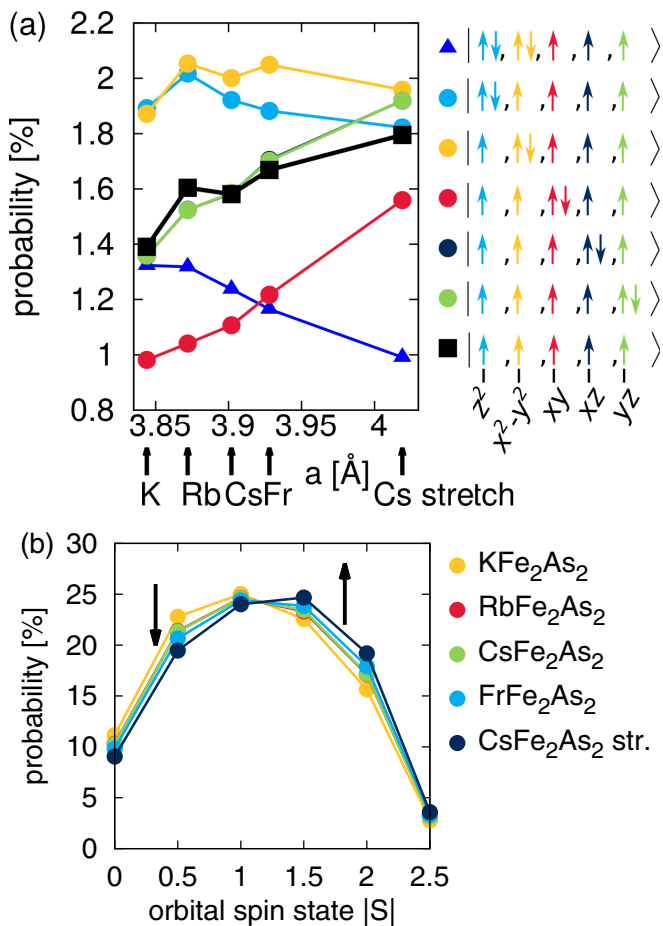 (a)
probability [%]
2.2
2
1.8
1.6
1.4
1.2
1
0.8
3.85 3.9 3.95 4
a [Å]
K Rb Cs Fr Cs stretch
|↑↓,↑↓,↑,↑,↑⟩
|↑↓,↑,↑,↑,↑⟩
|↑,↑↓,↑,↑,↑⟩
|↑,↑,↑↓,↑,↑⟩
|↑,↑,↑,↑↓,↑⟩
|↑,↑,↑,↑,↑↓⟩
|↑,↑,↑,↑,↑⟩
z² x²-y² xy xz yz
(b)
probability [%]
30
25
20
15
10
5
0
0 0.5 1 1.5 2 2.5
orbital spin state |S|
KFe₂As₂
RbFe₂As₂
CsFe₂As₂
FrFe₂As₂
CsFe₂As₂ str.